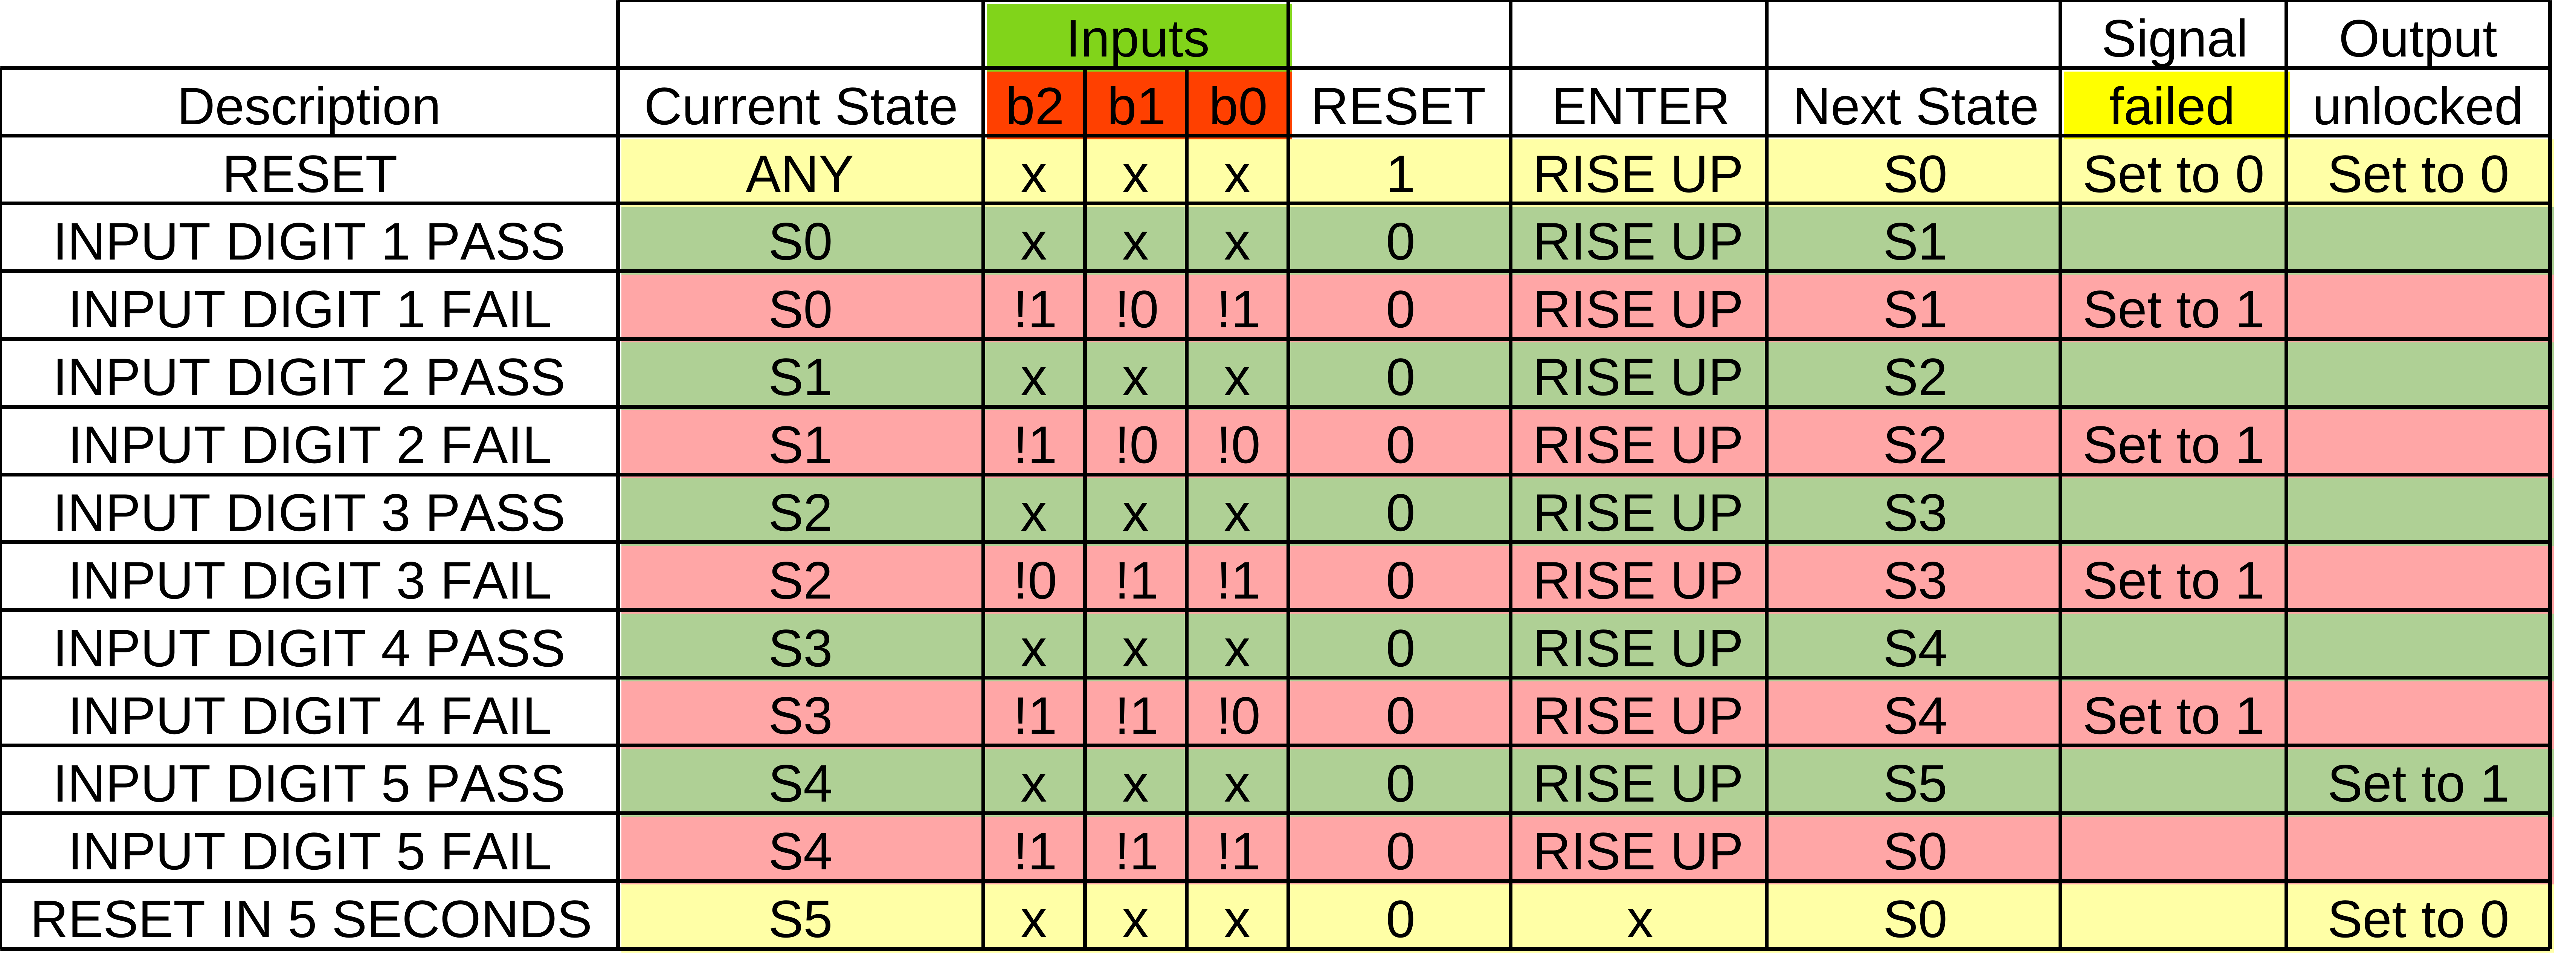 Inputs Signal Output
Description Current State b2 b1 b0 RESET ENTER Next State failed unlocked
RESET ANY x x x 1 RISE UP S0 Set to 0 Set to 0
INPUT DIGIT 1 PASS S0 x x x 0 RISE UP S1
INPUT DIGIT 1 FAIL S0 !1 !0 !1 0 RISE UP S1 Set to 1
INPUT DIGIT 2 PASS S1 x x x 0 RISE UP S2
INPUT DIGIT 2 FAIL S1 !1 !0 !0 0 RISE UP S2 Set to 1
INPUT DIGIT 3 PASS S2 x x x 0 RISE UP S3
INPUT DIGIT 3 FAIL S2 !0 !1 !1 0 RISE UP S3 Set to 1
INPUT DIGIT 4 PASS S3 x x x 0 RISE UP S4
INPUT DIGIT 4 FAIL S3 !1 !1 !0 0 RISE UP S4 Set to 1
INPUT DIGIT 5 PASS S4 x x x 0 RISE UP S5 Set to 1
INPUT DIGIT 5 FAIL S4 !1 !1 !1 0 RISE UP S0
RESET IN 5 SECONDS S5 x x x 0 x S0 Set to 0